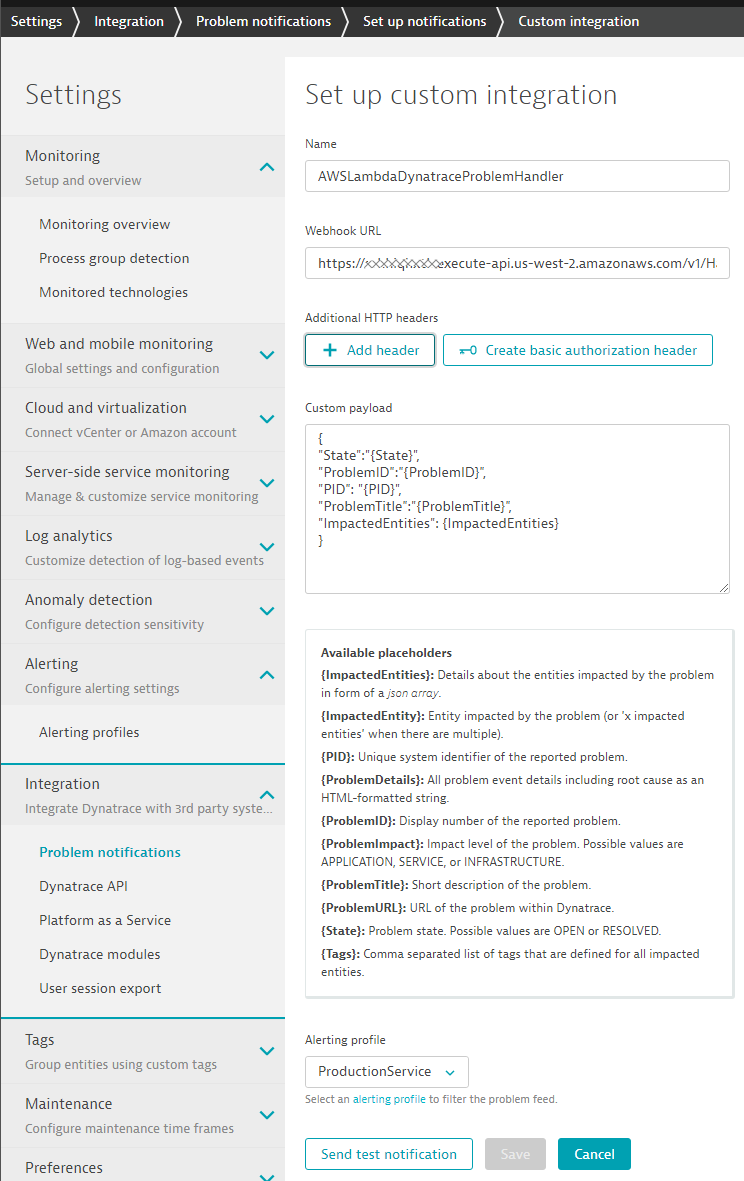 Settings
Integration
Problem notifications
Set up notifications
Custom integration
Settings
Monitoring
Setup and overview
Monitoring overview
Process group detection
Monitored technologies
Web and mobile monitoring
Global settings and configuration
Cloud and virtualization
Connect vCenter or Amazon account
Server-side service monitoring
Manage & customize service monitoring
Log analytics
Customize detection of log-based events
Anomaly detection
Configure detection sensitivity
Alerting
Configure alerting settings
Alerting profiles
Integration
Integrate Dynatrace with 3rd party syste...
Problem notifications
Dynatrace API
Platform as a Service
Dynatrace modules
User session export
Tags
Group entities using custom tags
Maintenance
Configure maintenance time frames
Preferences
Set up custom integration
Name
AWSLambdaDynatraceProblemHandler
Webhook URL
https:// execute-api.us-west-2.amazonaws.com/v1/H
Additional HTTP headers
Add header
Create basic authorization header
Custom payload
{
"State":"{State}",
"ProblemID":"{ProblemID}",
"PID": "{PID}",
"ProblemTitle":"{ProblemTitle}",
"ImpactedEntities": {ImpactedEntities}
}
Available placeholders
{ImpactedEntities}: Details about the entities impacted by the problem
in form of a json array.
{ImpactedEntity}: Entity impacted by the problem (or 'x impacted
entities' when there are multiple).
{PID}: Unique system identifier of the reported problem.
{ProblemDetails}: All problem event details including root cause as an
HTML-formatted string.
{ProblemID}: Display number of the reported problem.
{ProblemImpact}: Impact level of the problem. Possible values are
APPLICATION, SERVICE, or INFRASTRUCTURE.
{ProblemTitle}: Short description of the problem.
{ProblemURL}: URL of the problem within Dynatrace.
{State}: Problem state. Possible values are OPEN or RESOLVED.
{Tags}: Comma separated list of tags that are defined for all impacted
entities.
Alerting profile
ProductionService
Select an alerting profile to filter the problem feed.
Send test notification
Save
Cancel